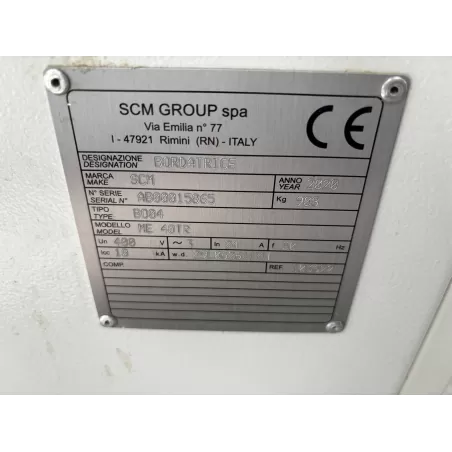 SCM GROUP spa
Via Emilia n° 77
I - 47921 Rimini (RN) - ITALY
CE
DESIGNAZIONE
DESIGNATION BORDATRICE
MARCA
MAKE SCM
ANNO
YEAR 2020
N° SERIE
SERIAL N° AB00015065
Kg
TIPO
TYPE B004
MODELLO
MODEL ME 40TR
Un 400 V ~ 3 In A f Hz
Icc 10 kA w.d.
COMP. REF.